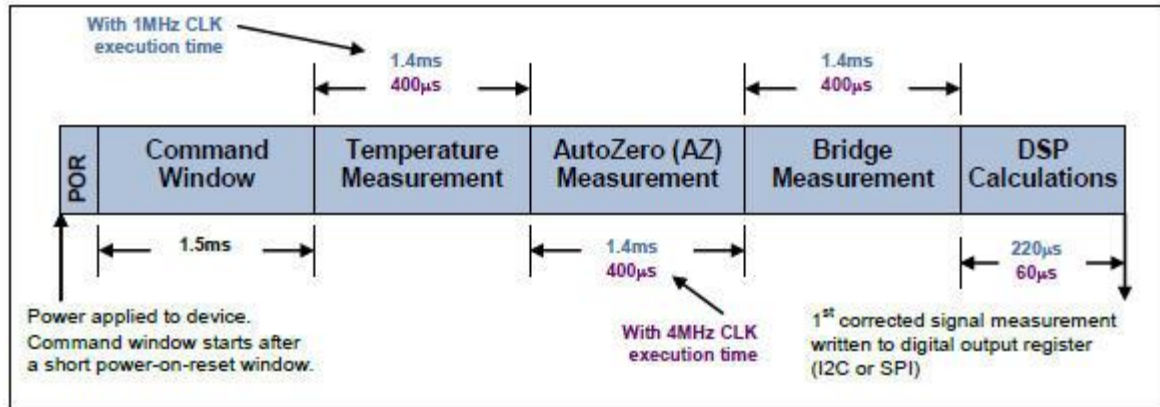 With 1MHz CLK
execution time
1.4ms
400µs
1.4ms
400µs
POR
Command
Window
Temperature
Measurement
AutoZero (AZ)
Measurement
Bridge
Measurement
DSP
Calculations
1.5ms
1.4ms
400µs
220µs
60µs
Power applied to device.
Command window starts after
a short power-on-reset window.
With 4MHz CLK
execution time
1st corrected signal measurement
written to digital output register
(I2C or SPI)